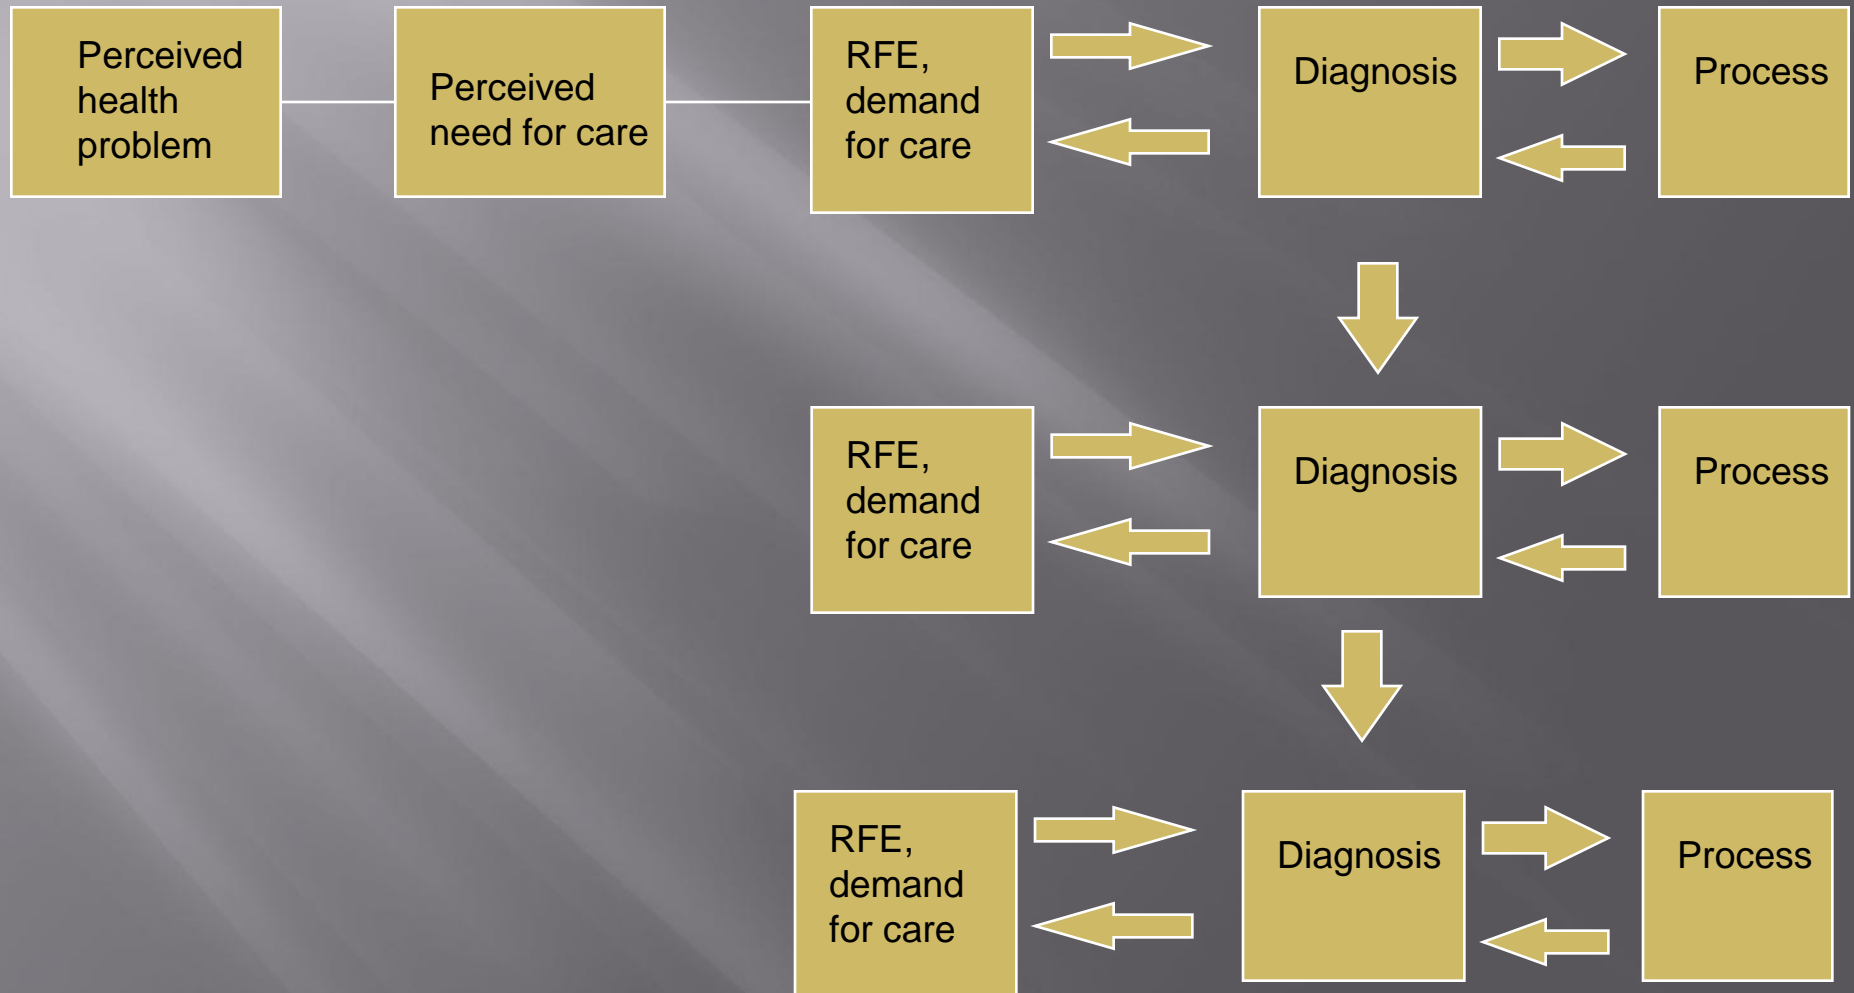 Perceived
health
problem
Perceived
need for care
RFE,
demand
for care
Diagnosis
Process
RFE,
demand
for care
Diagnosis
Process
RFE,
demand
for care
Diagnosis
Process